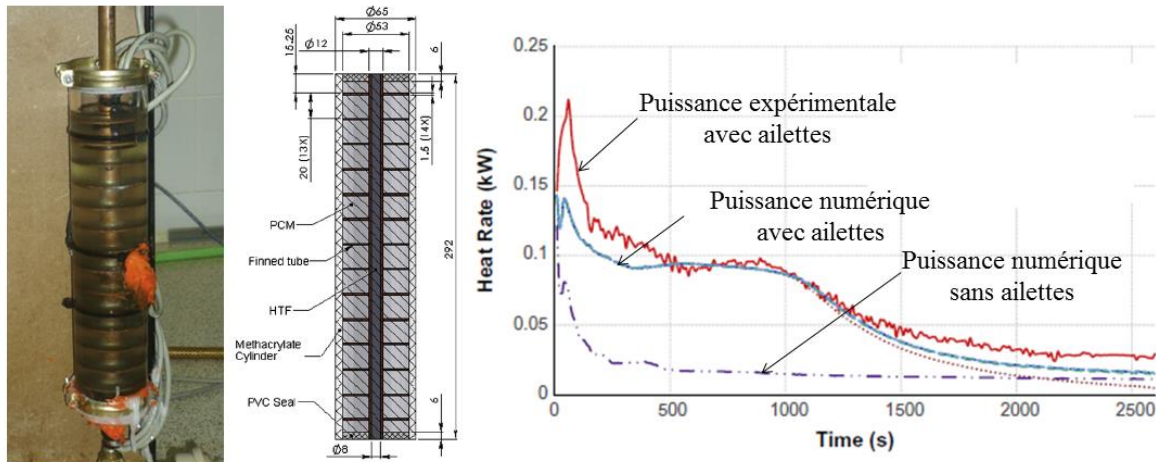 Ø65
Ø53
Ø12
6
15.25
20 (13X)
1.5 (14X)
292
PCM
Finned tube
HTF
Methacrylate
Cylinder
PVC Seal
6
Ø8
0.25
0.2
0.15
0.1
0.05
0
Heat Rate (kW)
Puissance expérimentale
avec ailettes
Puissance numérique
avec ailettes
Puissance numérique
sans ailettes
0
500
1000
1500
2000
2500
Time (s)